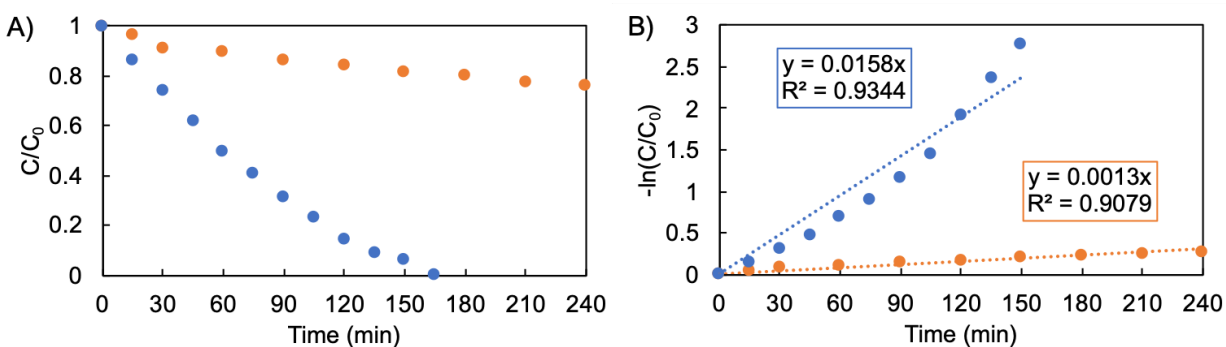 A)
1
0.8
0.6
0.4
0.2
0
C/C₀
0 30 60 90 120 150 180 210 240
Time (min)
B)
3
2.5
2
1.5
1
0.5
0
-ln(C/C₀)
y = 0.0158x
R² = 0.9344
y = 0.0013x
R² = 0.9079
0 30 60 90 120 150 180 210 240
Time (min)